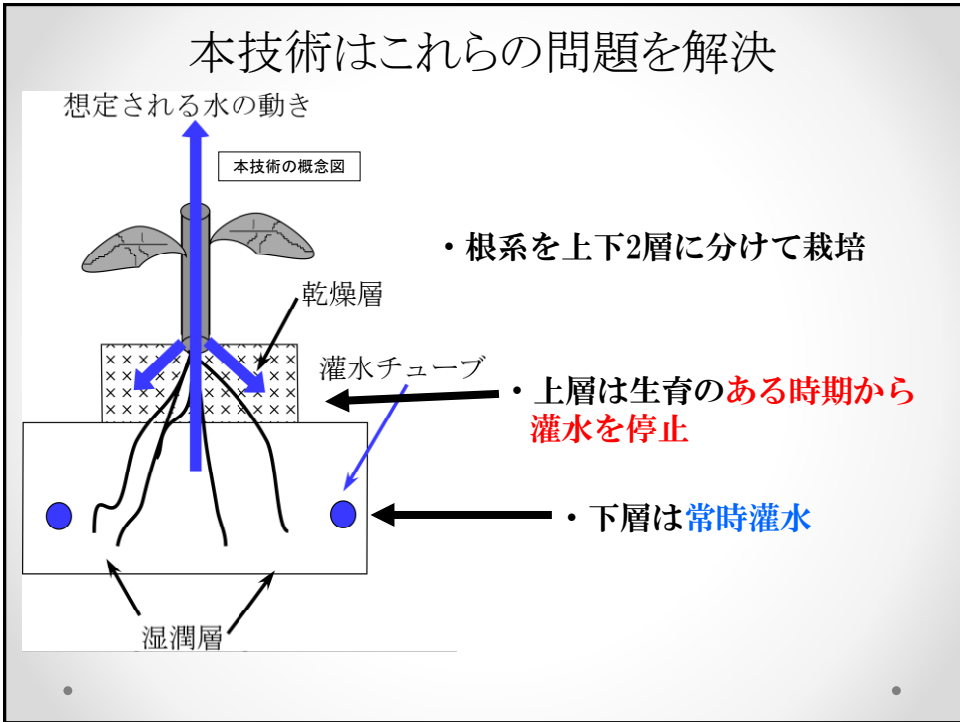 本技術はこれらの問題を解決
想定される水の動き
本技術の概念図
・根系を上下2層に分けて栽培
乾燥層
灌水チューブ
・上層は生育のある時期から
灌水を停止
・下層は常時灌水
湿潤層